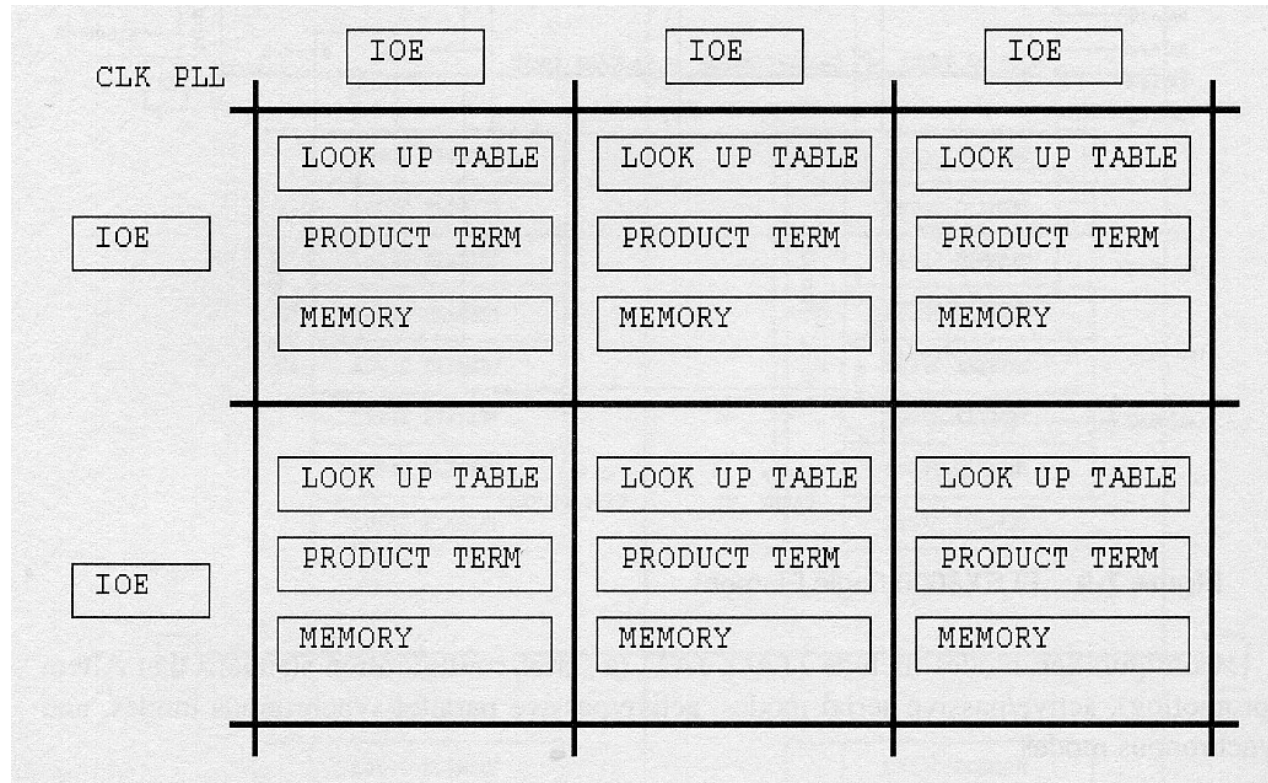 IOE IOE IOE
CLK PLL
LOOK UP TABLE LOOK UP TABLE LOOK UP TABLE
IOE PRODUCT TERM PRODUCT TERM PRODUCT TERM
MEMORY MEMORY MEMORY
LOOK UP TABLE LOOK UP TABLE LOOK UP TABLE
IOE PRODUCT TERM PRODUCT TERM PRODUCT TERM
MEMORY MEMORY MEMORY